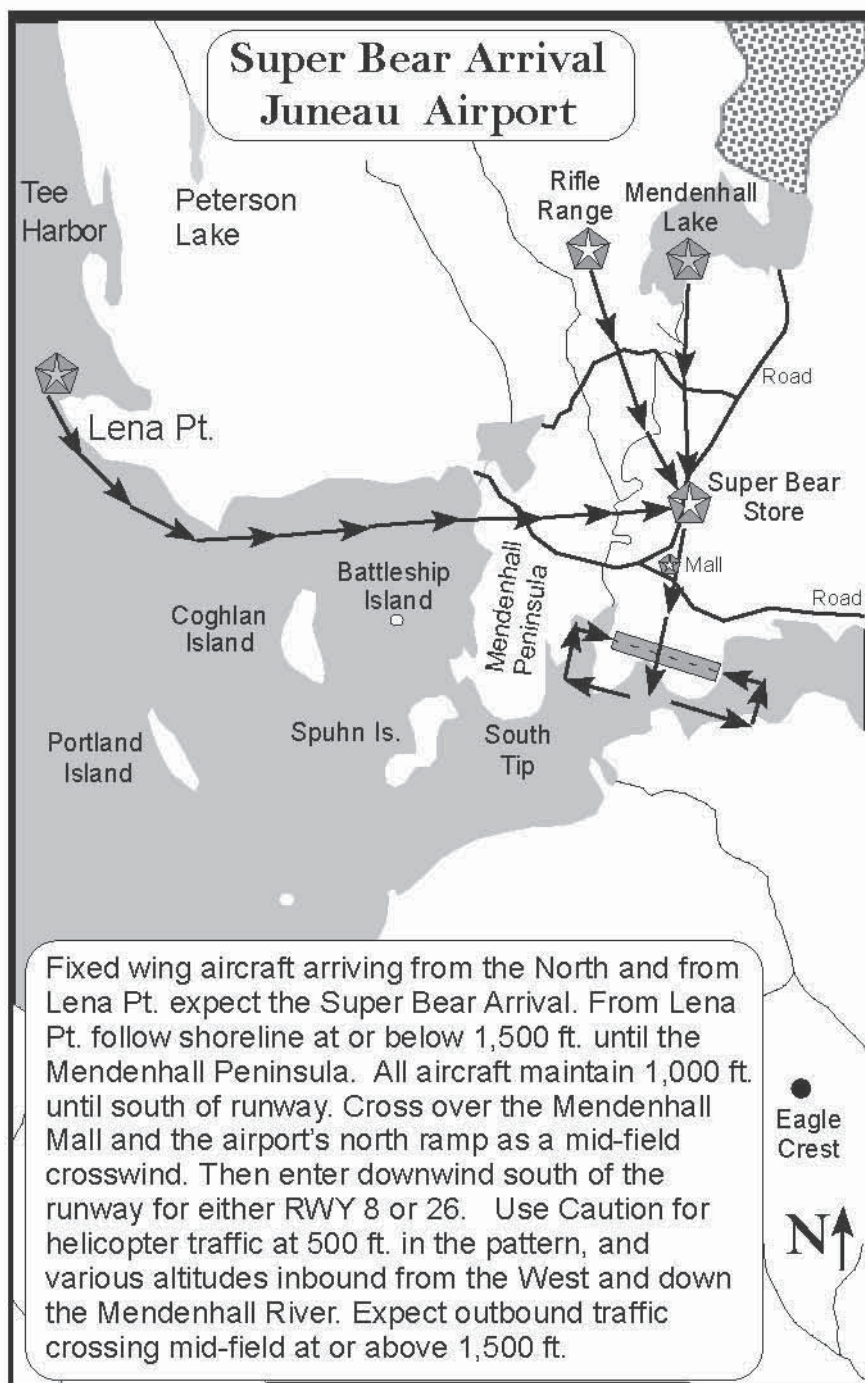 Super Bear Arrival
Juneau Airport
Tee
Harbor
Peterson
Lake
Rifle
Range
Mendenhall
Lake
Road
Lena Pt.
Super Bear
Store
Mall
Battleship
Island
Mendenhall
Peninsula
Road
Coghlan
Island
Portland
Island
Spuhn Is.
South
Tip
Fixed wing aircraft arriving from the North and from
Lena Pt. expect the Super Bear Arrival. From Lena
Pt. follow shoreline at or below 1,500 ft. until the
Mendenhall Peninsula.  All aircraft maintain 1,000 ft.
until south of runway. Cross over the Mendenhall
Mall and the airport's north ramp as a mid-field
crosswind. Then enter downwind south of the
runway for either RWY 8 or 26.   Use Caution for
helicopter traffic at 500 ft. in the pattern, and
various altitudes inbound from the West and down
the Mendenhall River. Expect outbound traffic
crossing mid-field at or above 1,500 ft.
Eagle
Crest
N